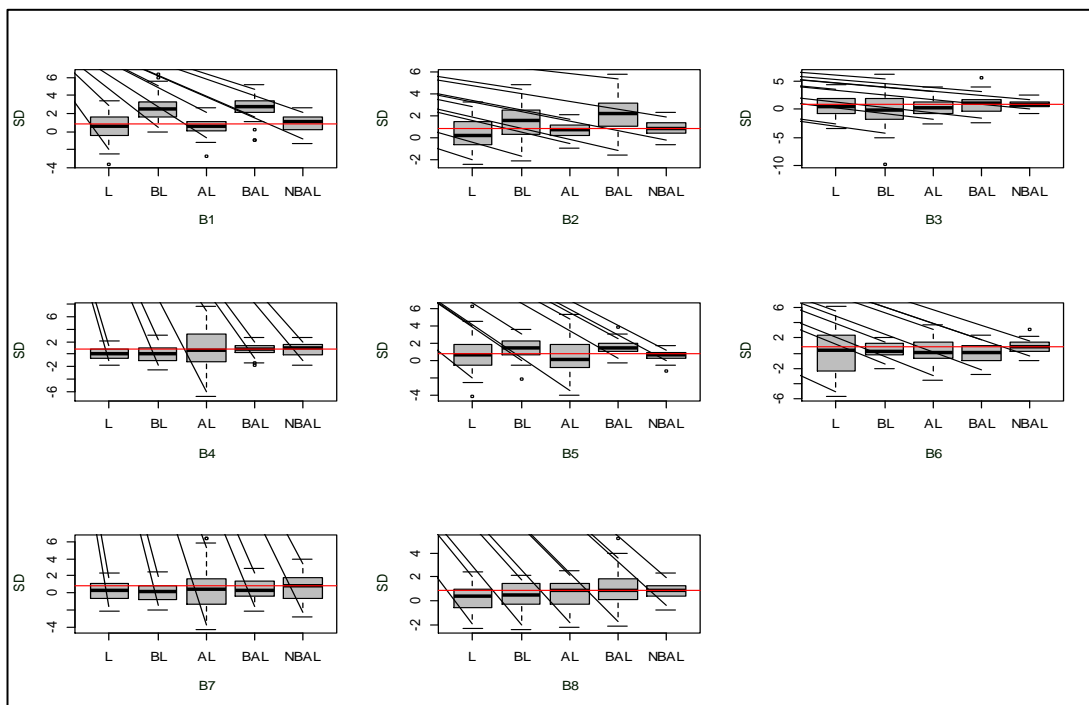 SD
-4 0 2 4 6
L BL AL BAL NBAL
B1
SD
-2 0 2 4 6
L BL AL BAL NBAL
B2
SD
-10 -5 0 5
L BL AL BAL NBAL
B3
SD
-6 -2 2 6
L BL AL BAL NBAL
B4
SD
-4 0 2 4 6
L BL AL BAL NBAL
B5
SD
-6 -2 2 6
L BL AL BAL NBAL
B6
SD
-4 0 2 4 6
L BL AL BAL NBAL
B7
SD
-2 0 2 4
L BL AL BAL NBAL
B8